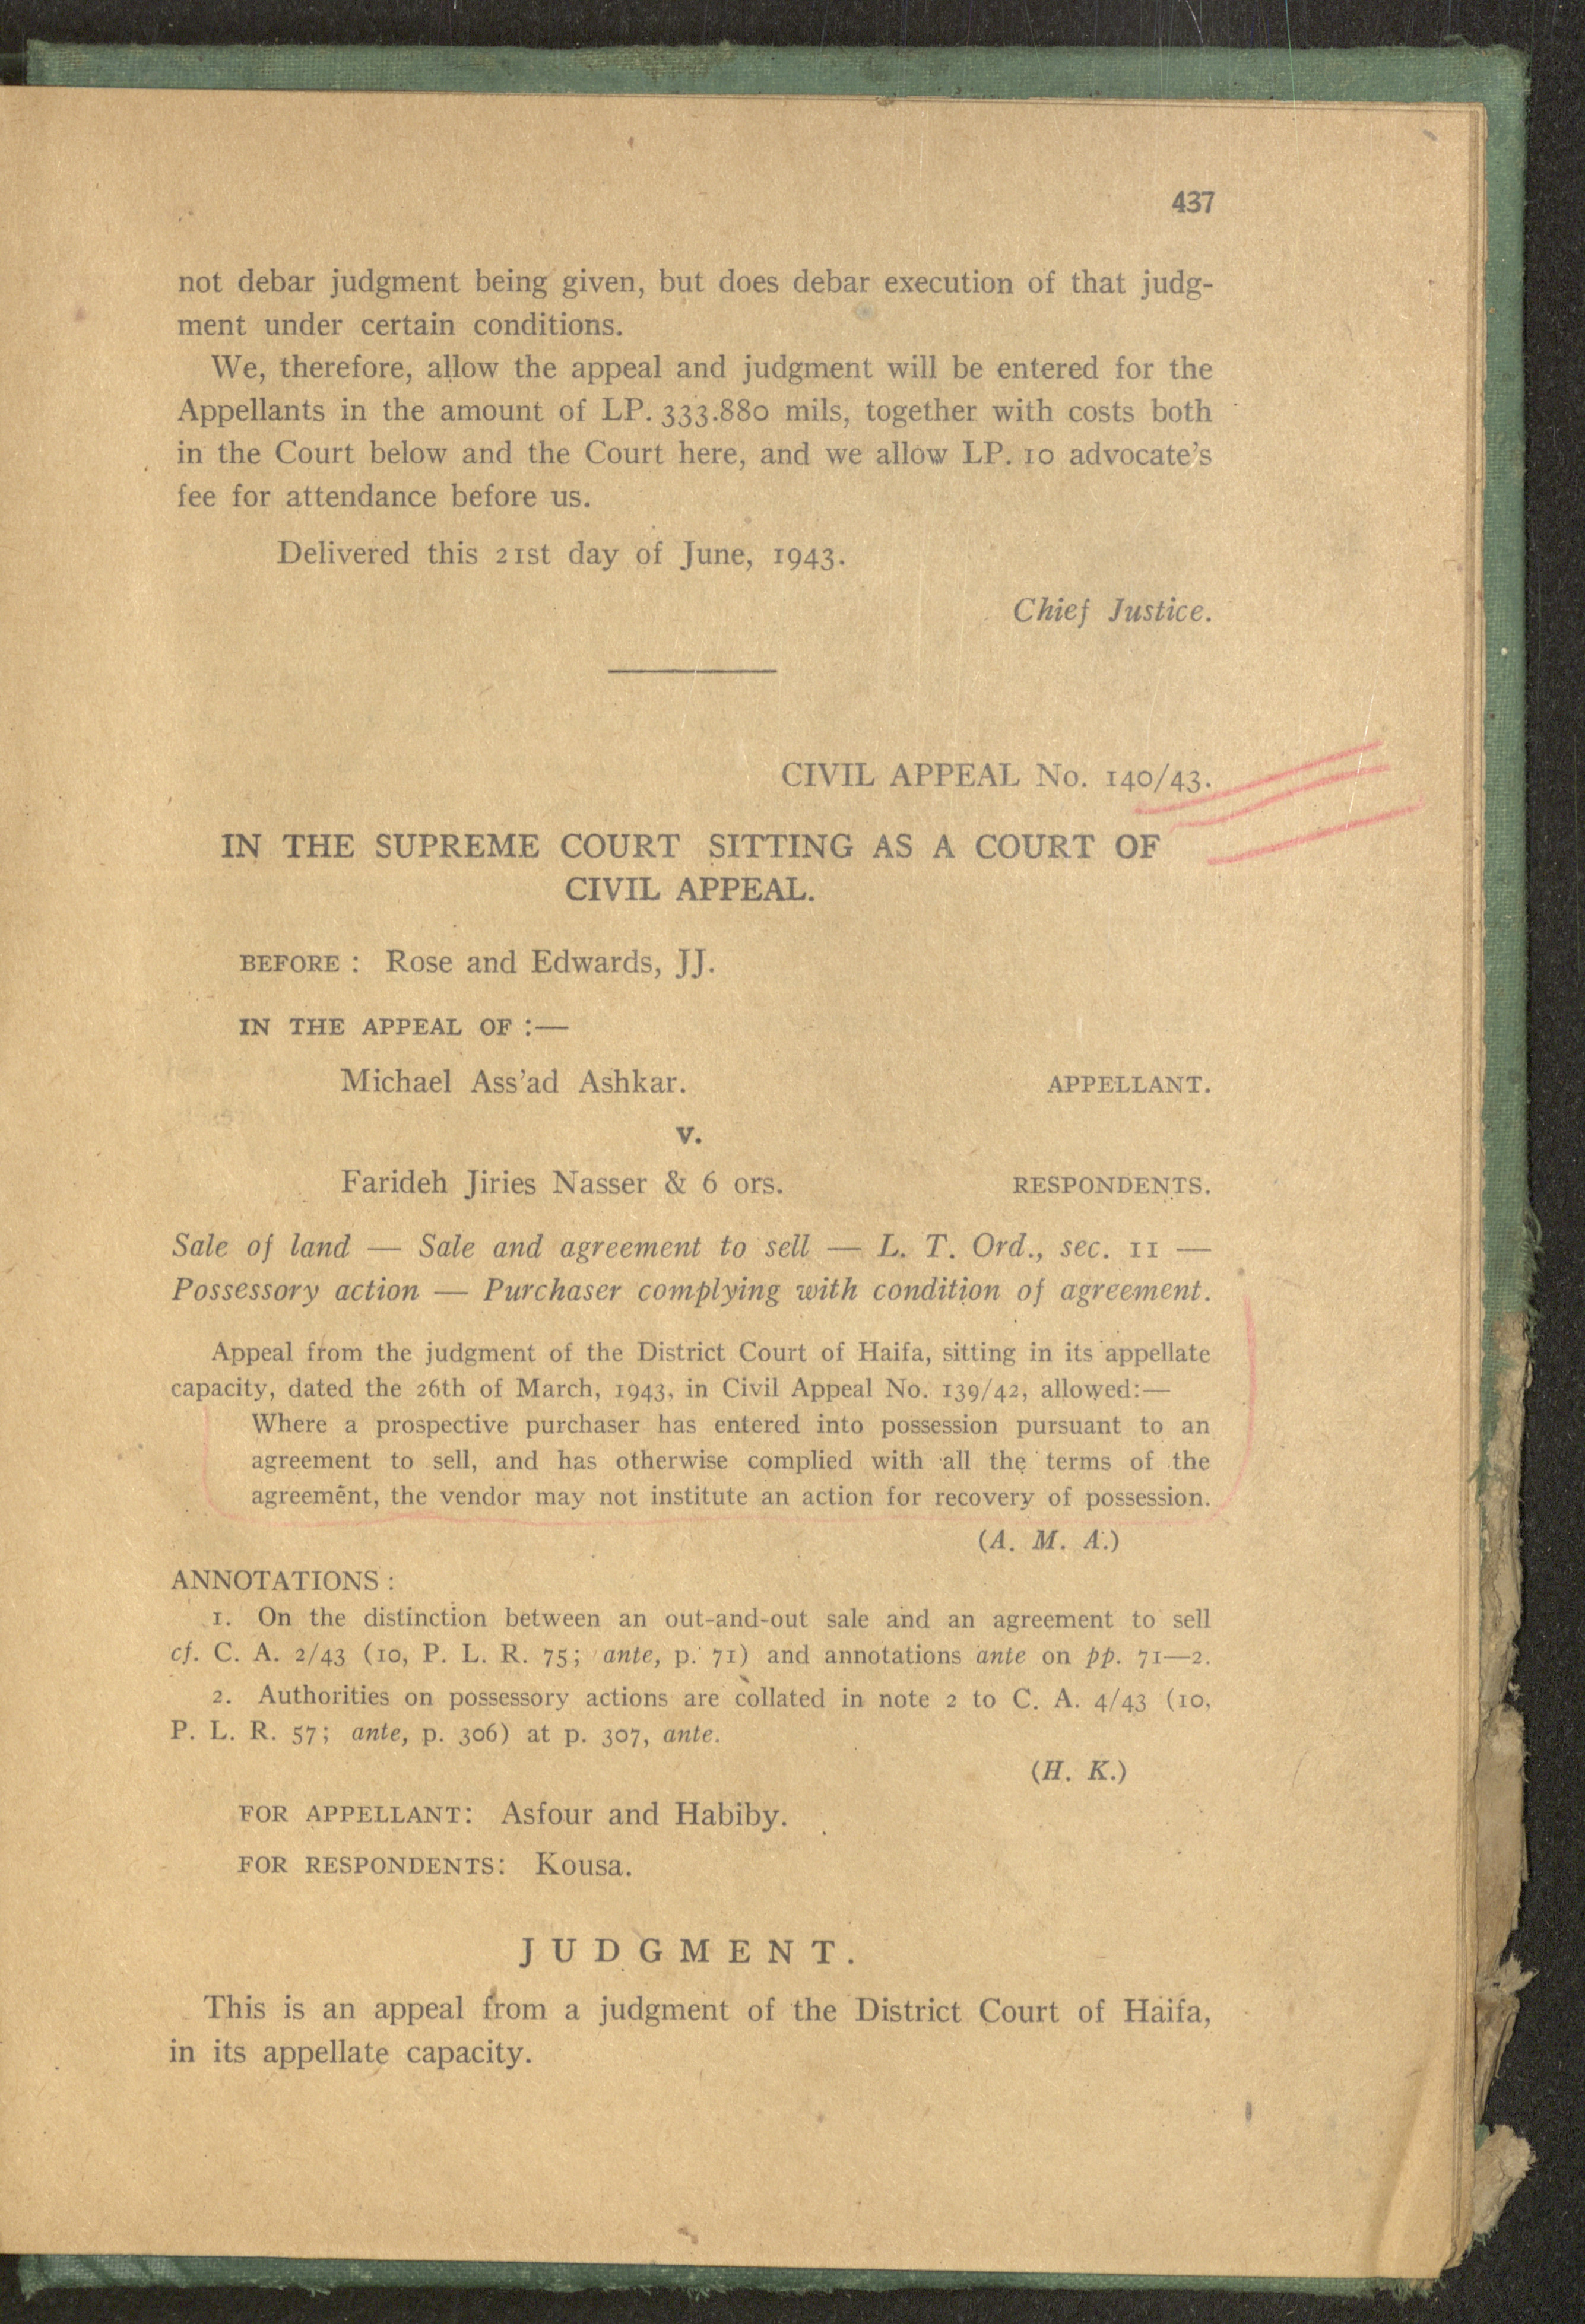 437
not debar judgment being given, but does debar execution of that judg-
ment under certain conditions.
We, therefore, allow the appeal and judgment will be entered for the
Appellants in the amount of LP. 333.880 mils, together with costs both
in the Court below and the Court here, and we allow LP. 10 advocate's
fee for attendance before us.
Delivered this 21st day of June, 1943.
Chief Justice.
CIVIL APPEAL No. 140/43.
IN THE SUPREME COURT SITTING AS A COURT OF
CIVIL APPEAL.
BEFORE : Rose and Edwards, JJ.
IN THE APPEAL OF :—
Michael Ass'ad Ashkar. APPELLANT.
v.
Farideh Jiries Nasser & 6 ors. RESPONDENTS.
Sale of land — Sale and agreement to sell — L. T. Ord., sec. 11 —
Possessory action — Purchaser complying with condition of agreement.
Appeal from the judgment of the District Court of Haifa, sitting in its appellate
capacity, dated the 26th of March, 1943, in Civil Appeal No. 139/42, allowed:—
Where a prospective purchaser has entered into possession pursuant to an
agreement to sell, and has otherwise complied with all the terms of the
agreement, the vendor may not institute an action for recovery of possession.
(A. M. A.)
ANNOTATIONS :
1. On the distinction between an out-and-out sale and an agreement to sell
cf. C. A. 2/43 (10, P. L. R. 75; ante, p. 71) and annotations ante on pp. 71—2.
2. Authorities on possessory actions are collated in note 2 to C. A. 4/43 (10,
P. L. R. 57; ante, p. 306) at p. 307, ante.
(H. K.)
FOR APPELLANT: Asfour and Habiby.
FOR RESPONDENTS: Kousa.
JUDGMENT.
This is an appeal from a judgment of the District Court of Haifa,
in its appellate capacity.